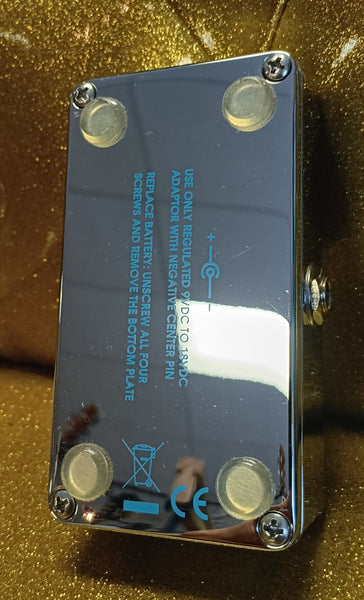 USE ONLY REGULATED 9VDC TO 18VDC
ADAPTOR WITH NEGATIVE CENTER PIN
+ -
REPLACE BATTERY: UNSCREW ALL FOUR
SCREWS AND REMOVE THE BOTTOM PLATE
CE